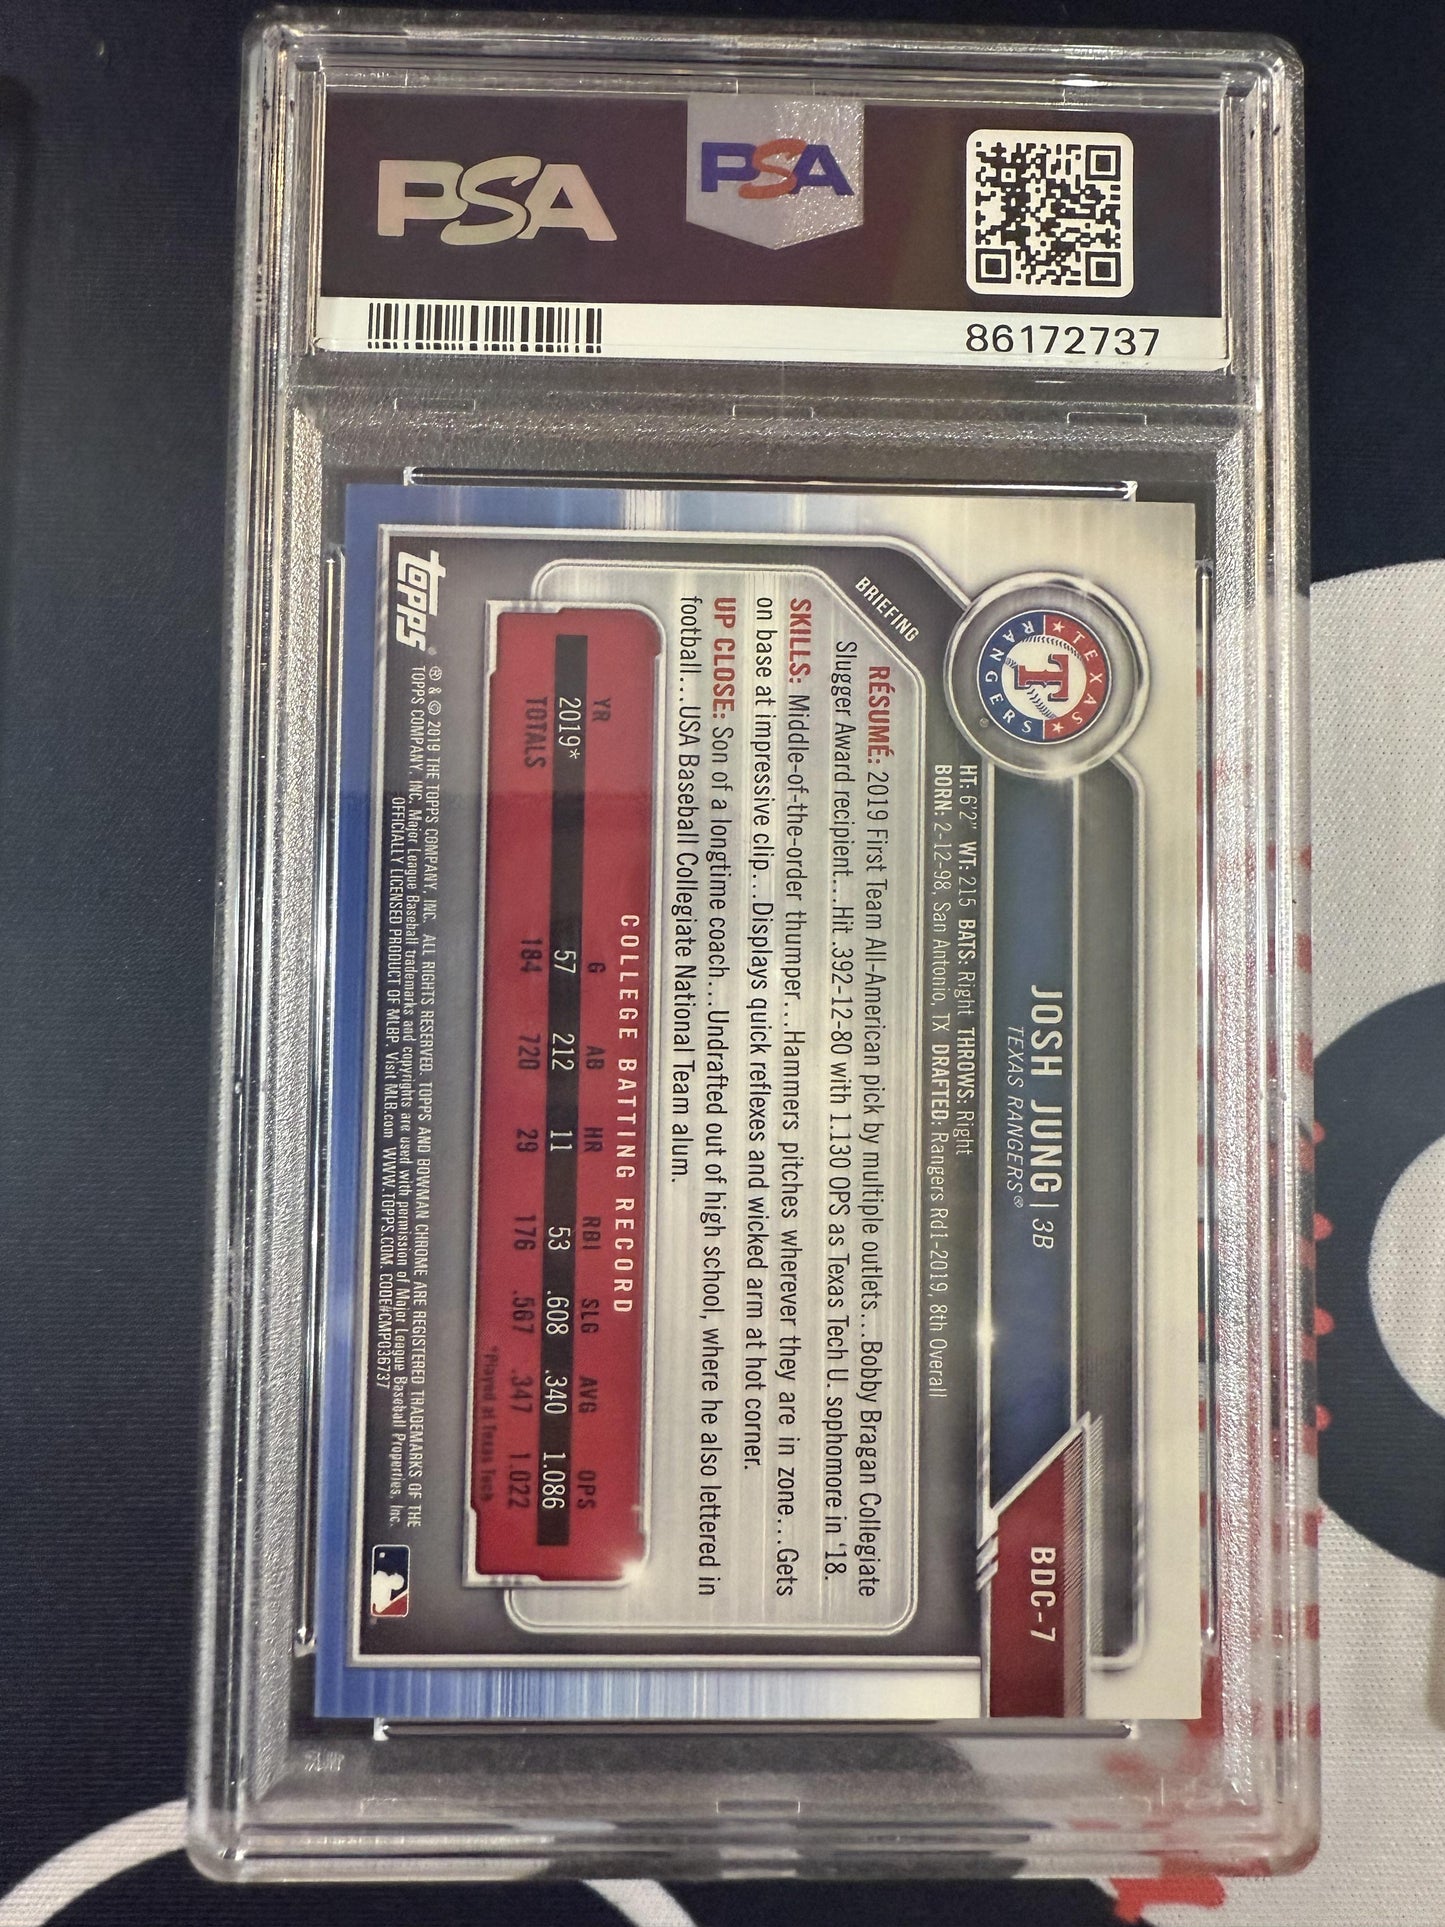 PSA
PSA
86172737
TEXAS
RANGERS
T
BRIEFING
JOSH JUNG | 3B
TEXAS RANGERS®
BDC-7
HT: 6'2" WT: 215 BATS: Right THROWS: Right
BORN: 2-12-98, San Antonio, TX DRAFTED: Rangers Rd1-2019, 8th Overall
RÉSUMÉ: 2019 First Team All-American pick by multiple outlets...Bobby Bragan Collegiate
Slugger Award recipient...Hit .392-12-80 with 1.130 OPS as Texas Tech U. sophomore in '18.
SKILLS: Middle-of-the-order thumper...Hammers pitches wherever they are in zone...Gets
on base at impressive clip...Displays quick reflexes and wicked arm at hot corner.
UP CLOSE: Son of a longtime coach...Undrafted out of high school, where he also lettered in
football...USA Baseball Collegiate National Team alum.
COLLEGE BATTING RECORD
YR G AB HR RBI SLG AVG OPS
2019* 57 212 11 53 .608 .340 1.086
TOTALS 184 720 29 176 .567 .347 1.022
*Played at Texas Tech
topps®
® & © 2019 THE TOPPS COMPANY, INC. ALL RIGHTS RESERVED. TOPPS AND BOWMAN CHROME ARE REGISTERED TRADEMARKS OF THE
TOPPS COMPANY, INC. Major League Baseball trademarks and copyrights are used with permission of Major League Baseball Properties, Inc.
OFFICIALLY LICENSED PRODUCT OF MLBP. Visit MLB.com WWW.TOPPS.COM. CODE#CMP036737